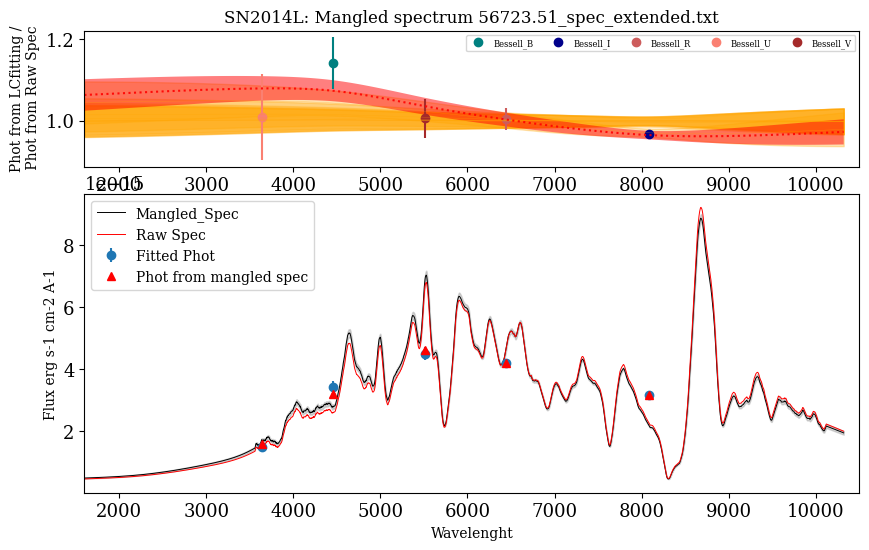 SN2014L: Mangled spectrum 56723.51_spec_extended.txt
Phot from LCfitting /
Phot from Raw Spec
1.2
1.0
Bessell_B
Bessell_I
Bessell_R
Bessell_U
Bessell_V
2000 3000 4000 5000 6000 7000 8000 9000 10000
1e−15
Mangled_Spec
Raw Spec
Fitted Phot
Phot from mangled spec
Flux erg s-1 cm-2 A-1
8
6
4
2
2000 3000 4000 5000 6000 7000 8000 9000 10000
Wavelenght